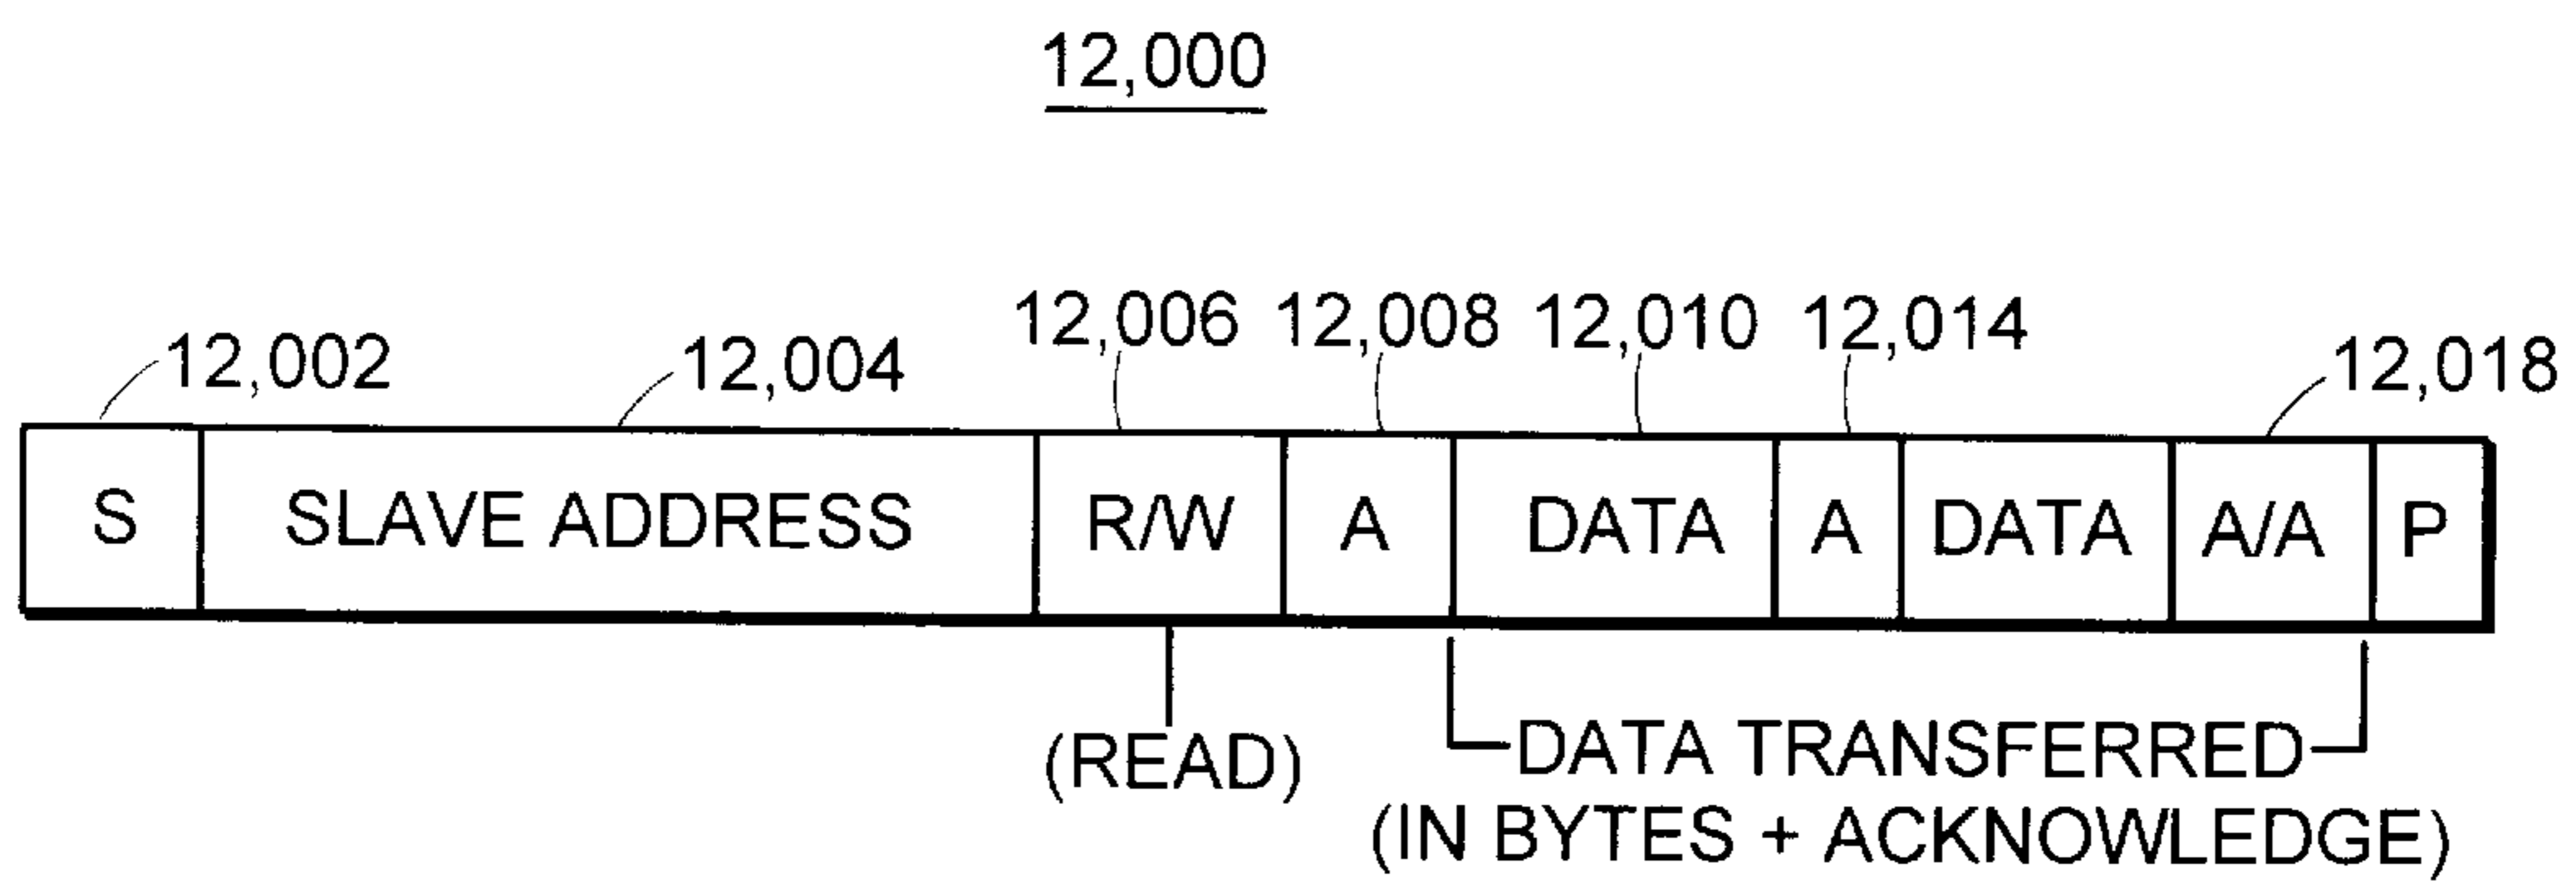 12,000
12,002 12,004 12,006 12,008 12,010 12,014 12,018
S SLAVE ADDRESS R/W A DATA A DATA A/A P
(READ) DATA TRANSFERRED
(IN BYTES + ACKNOWLEDGE)